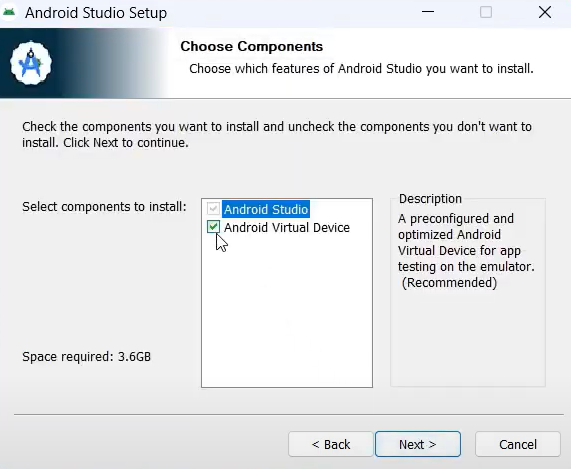 Android Studio Setup
Choose Components
Choose which features of Android Studio you want to install.
Check the components you want to install and uncheck the components you don't want to
install. Click Next to continue.
Select components to install:
Android Studio
Android Virtual Device
Description
A preconfigured and
optimized Android
Virtual Device for app
testing on the emulator.
(Recommended)
Space required: 3.6GB
< Back
Next >
Cancel